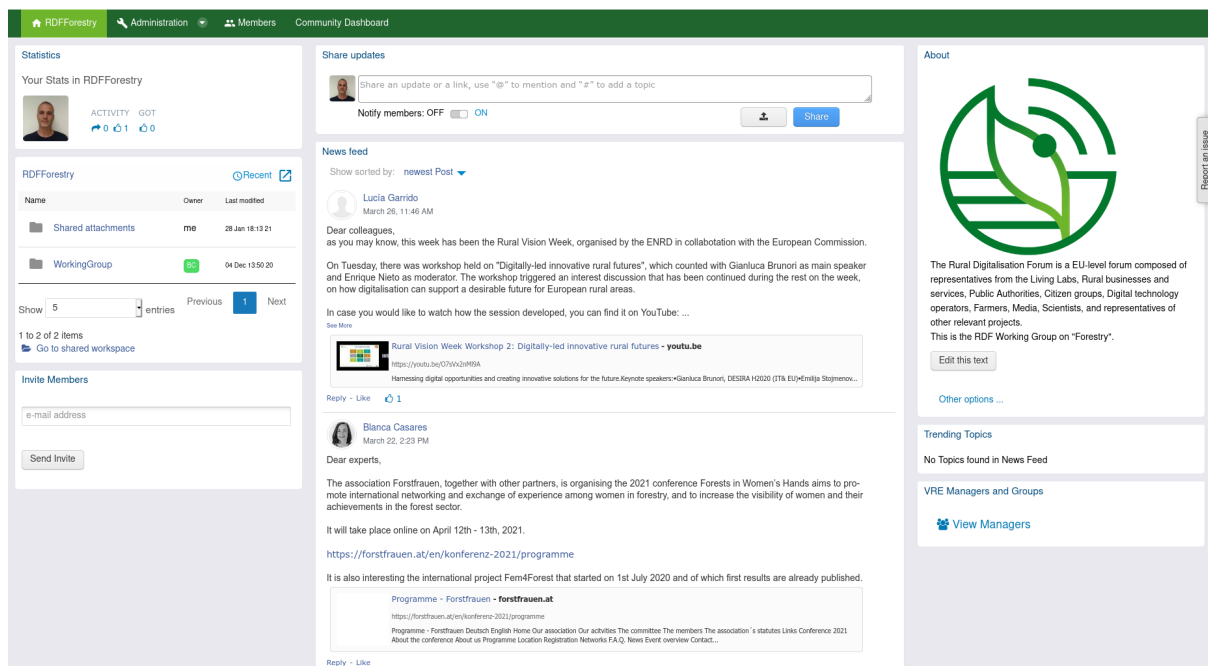 RDFForestry
Administration
Members
Community Dashboard
Statistics
Your Stats in RDFForestry
ACTIVITY GOT
0 1 0
RDFForestry
Recent
Name Owner Last modified
Shared attachments me 28 Jan 18:13 21
WorkingGroup BC 04 Dec 13:50 20
Show 5 entries Previous 1 Next
1 to 2 of 2 items
Go to shared workspace
Invite Members
e-mail address
Send Invite
Share updates
Share an update or a link, use "@" to mention and "#" to add a topic
Notify members: OFF ON
Share
News feed
Show sorted by: newest Post
Lucía Garrido
March 26, 11:46 AM
Dear colleagues,
as you may know, this week has been the Rural Vision Week, organised by the ENRD in collabotation with the European Commission.
On Tuesday, there was workshop held on "Digitally-led innovative rural futures", which counted with Gianluca Brunori as main speaker
and Enrique Nieto as moderator. The workshop triggered an interest discussion that has been continued during the rest on the week,
on how digitalisation can support a desirable future for European rural areas.
In case you would like to watch how the session developed, you can find it on YouTube: ...
See More
Rural Vision Week Workshop 2: Digitally-led innovative rural futures - youtu.be
https://youtu.be/O7sVx2nMl9A
Harnessing digital opportunities and creating innovative solutions for the future.Keynote speakers:•Gianluca Brunori, DESIRA H2020 (IT& EU)•Emilija Stojmenov...
Reply - Like 1
Blanca Casares
March 22, 2:23 PM
Dear experts,
The association Forstfrauen, together with other partners, is organising the 2021 conference Forests in Women's Hands aims to pro-
mote international networking and exchange of experience among women in forestry, and to increase the visibility of women and their
achievements in the forest sector.
It will take place online on April 12th - 13th, 2021.
https://forstfrauen.at/en/konferenz-2021/programme
It is also interesting the international project Fem4Forest that started on 1st July 2020 and of which first results are already published.
Programme - Forstfrauen - forstfrauen.at
https://forstfrauen.at/en/konferenz-2021/programme
Programme - Forstfrauen Deutsch English Home Our association Our acitvities The committee The members The association´s statutes Links Conference 2021
About the conference About us Programme Location Registration Networks F.A.Q. News Event overview Contact...
Reply - Like
About
The Rural Digitalisation Forum is a EU-level forum composed of
representatives from the Living Labs, Rural businesses and
services, Public Authorities, Citizen groups, Digital technology
operators, Farmers, Media, Scientists, and representatives of
other relevant projects.
This is the RDF Working Group on "Forestry".
Edit this text
Other options ...
Trending Topics
No Topics found in News Feed
VRE Managers and Groups
View Managers
Report an issue